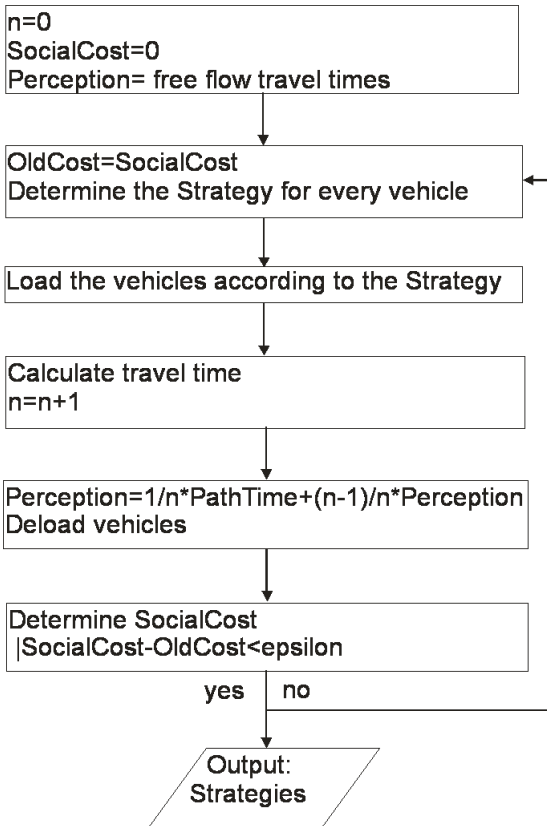 n=0
SocialCost=0
Perception= free flow travel times
OldCost=SocialCost
Determine the Strategy for every vehicle
Load the vehicles according to the Strategy
Calculate travel time
n=n+1
Perception=1/n*PathTime+(n-1)/n*Perception
Deload vehicles
Determine SocialCost
|SocialCost-OldCost<epsilon
yes no
Output:
Strategies